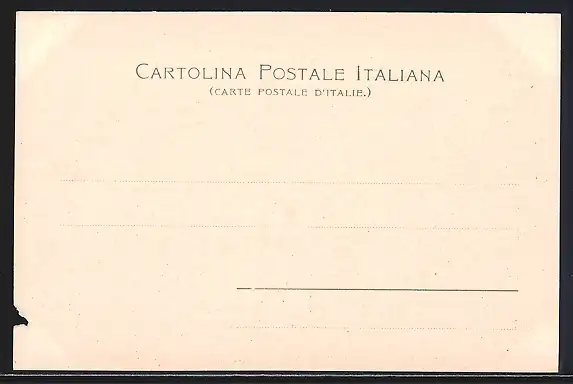 CARTOLINA POSTALE ITALIANA
(CARTE POSTALE D'ITALIE.)